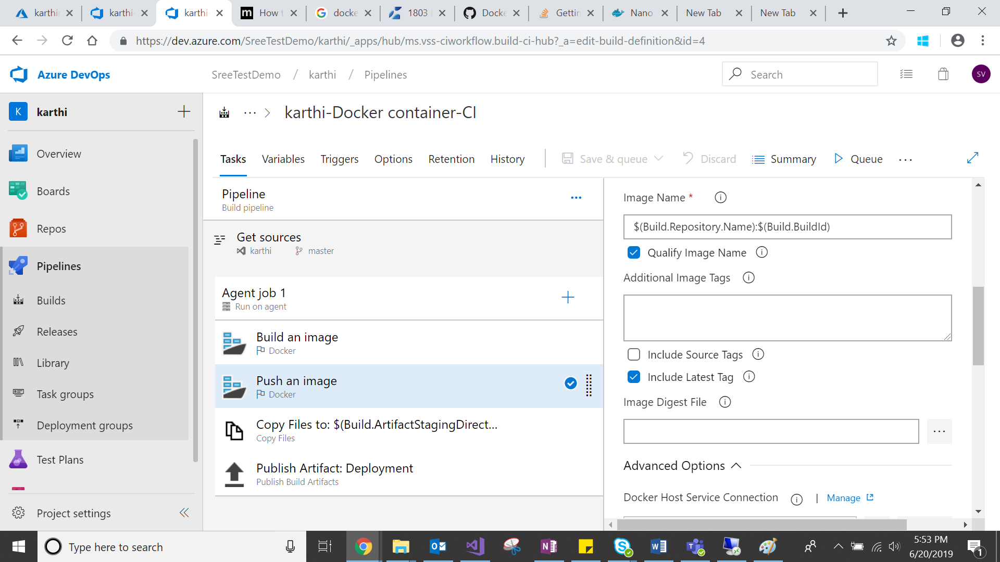 karthi
karthi
karthi
How t
docke
1803
Docke
Gettin
Nano
New Tab
New Tab
https://dev.azure.com/SreeTestDemo/karthi/_apps/hub/ms.vss-ciworkflow.build-ci-hub?_a=edit-build-definition&id=4
Azure DevOps
SreeTestDemo / karthi / Pipelines
Search
SV
K karthi
Overview
Boards
Repos
Pipelines
Builds
Releases
Library
Task groups
Deployment groups
Test Plans
Project settings
karthi-Docker container-CI
Tasks Variables Triggers Options Retention History
Save & queue Discard Summary Queue
Pipeline
Build pipeline
Get sources
karthi master
Agent job 1
Run on agent
Build an image
Docker
Push an image
Docker
Copy Files to: $(Build.ArtifactStagingDirect...
Copy Files
Publish Artifact: Deployment
Publish Build Artifacts
Image Name *
$(Build.Repository.Name):$(Build.BuildId)
Qualify Image Name
Additional Image Tags
Include Source Tags
Include Latest Tag
Image Digest File
Advanced Options
Docker Host Service Connection | Manage
Type here to search
5:53 PM
6/20/2019
1